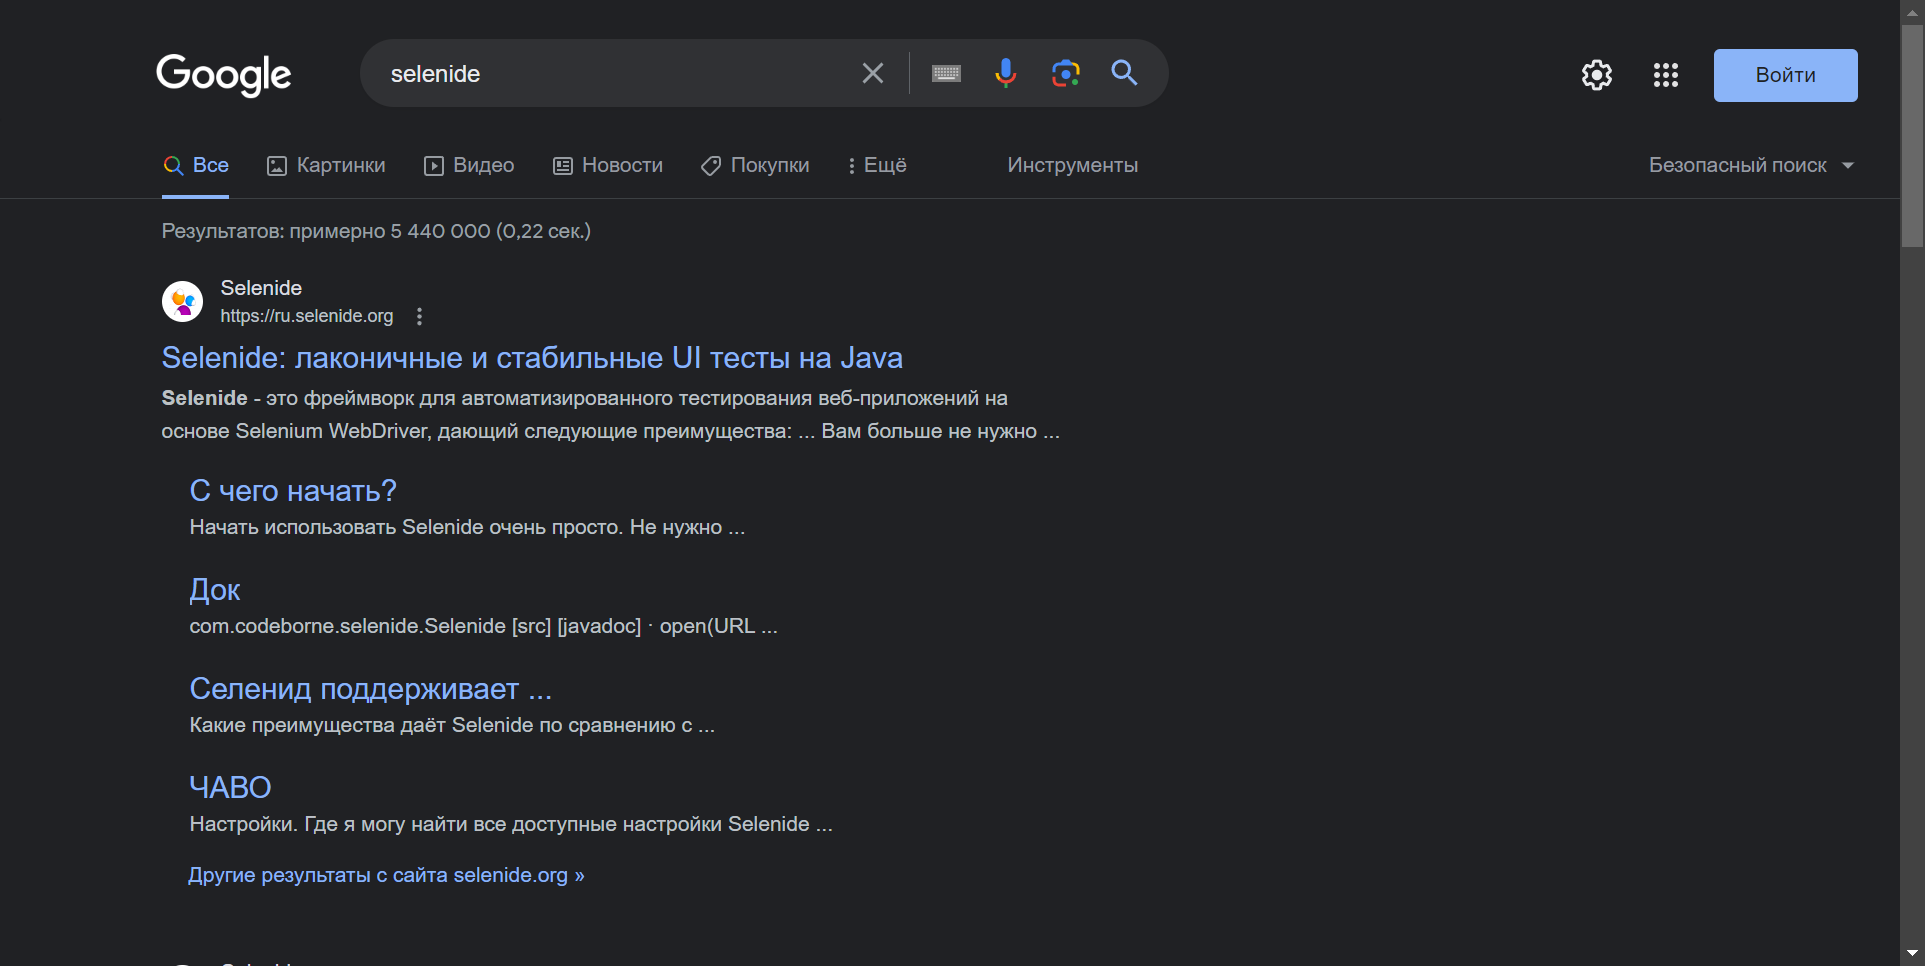 Google
selenide
Войти
Все
Картинки
Видео
Новости
Покупки
Ещё
Инструменты
Безопасный поиск
Результатов: примерно 5 440 000 (0,22 сек.)
Selenide
https://ru.selenide.org
Selenide: лаконичные и стабильные UI тесты на Java
Selenide - это фреймворк для автоматизированного тестирования веб-приложений на
основе Selenium WebDriver, дающий следующие преимущества: ... Вам больше не нужно ...
С чего начать?
Начать использовать Selenide очень просто. Не нужно ...
Док
com.codeborne.selenide.Selenide [src] [javadoc] · open(URL ...
Селенид поддерживает ...
Какие преимущества даёт Selenide по сравнению с ...
ЧАВО
Настройки. Где я могу найти все доступные настройки Selenide ...
Другие результаты с сайта selenide.org »